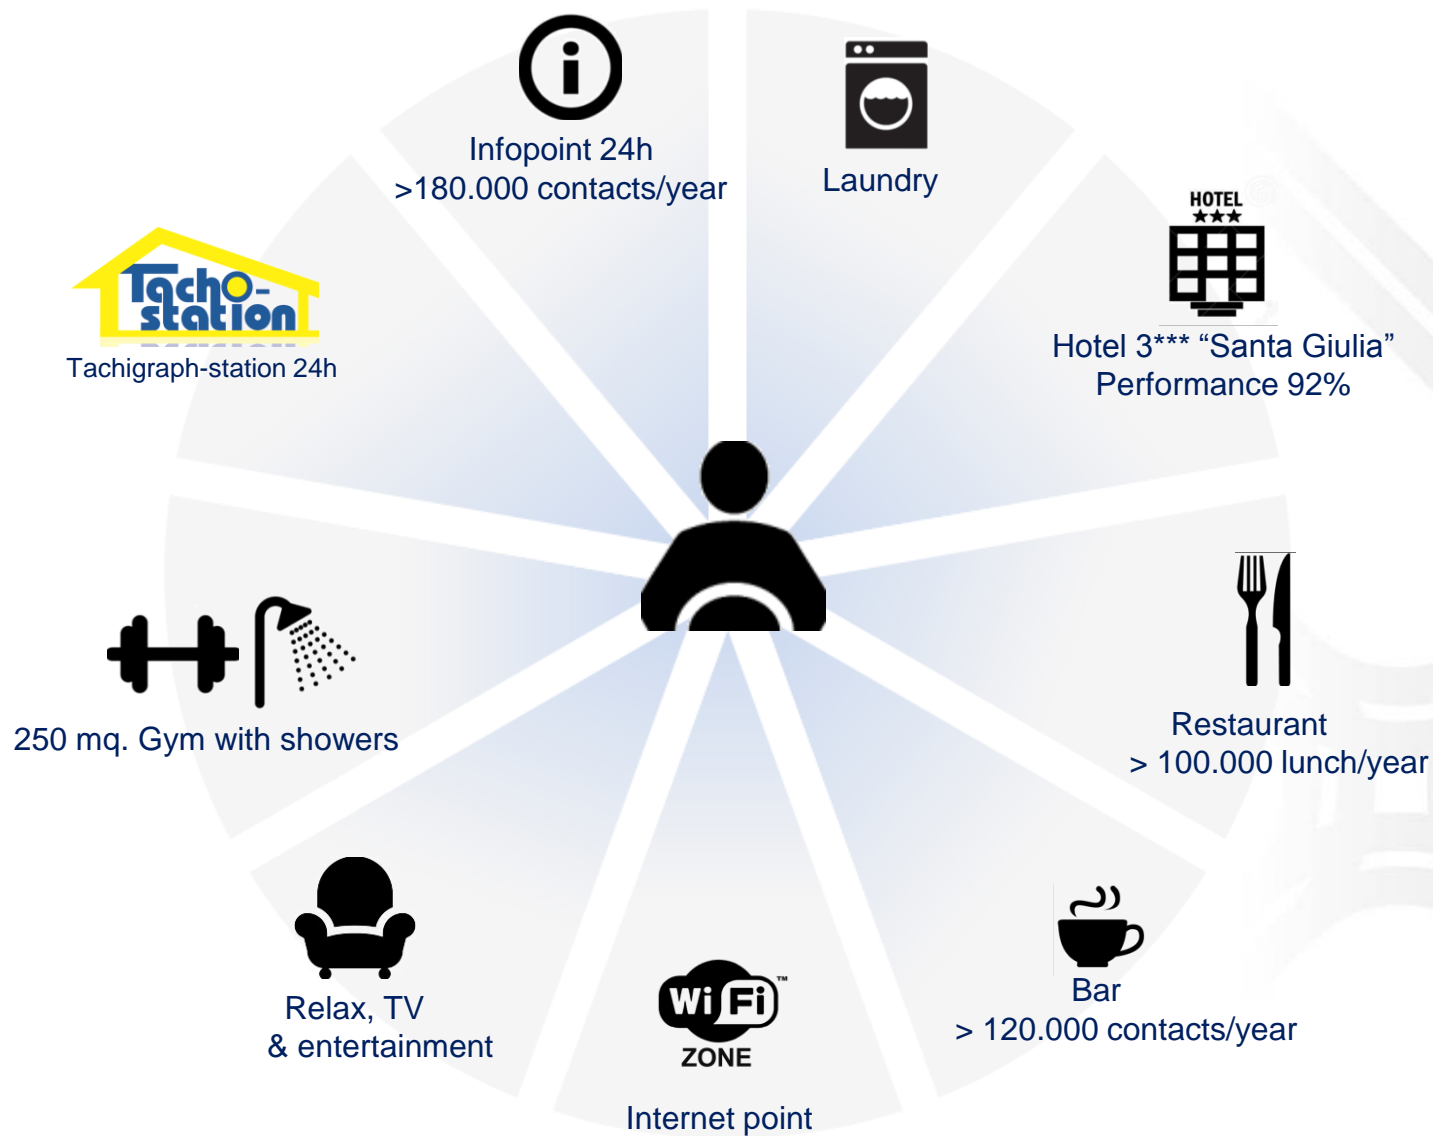 Infopoint 24h
>180.000 contacts/year
Laundry
HOTEL
Hotel 3*** “Santa Giulia”
Performance 92%
Tacho-
station
Tachigraph-station 24h
250 mq. Gym with showers
Restaurant
> 100.000 lunch/year
Relax, TV
& entertainment
Wi Fi ™
ZONE
Internet point
Bar
> 120.000 contacts/year